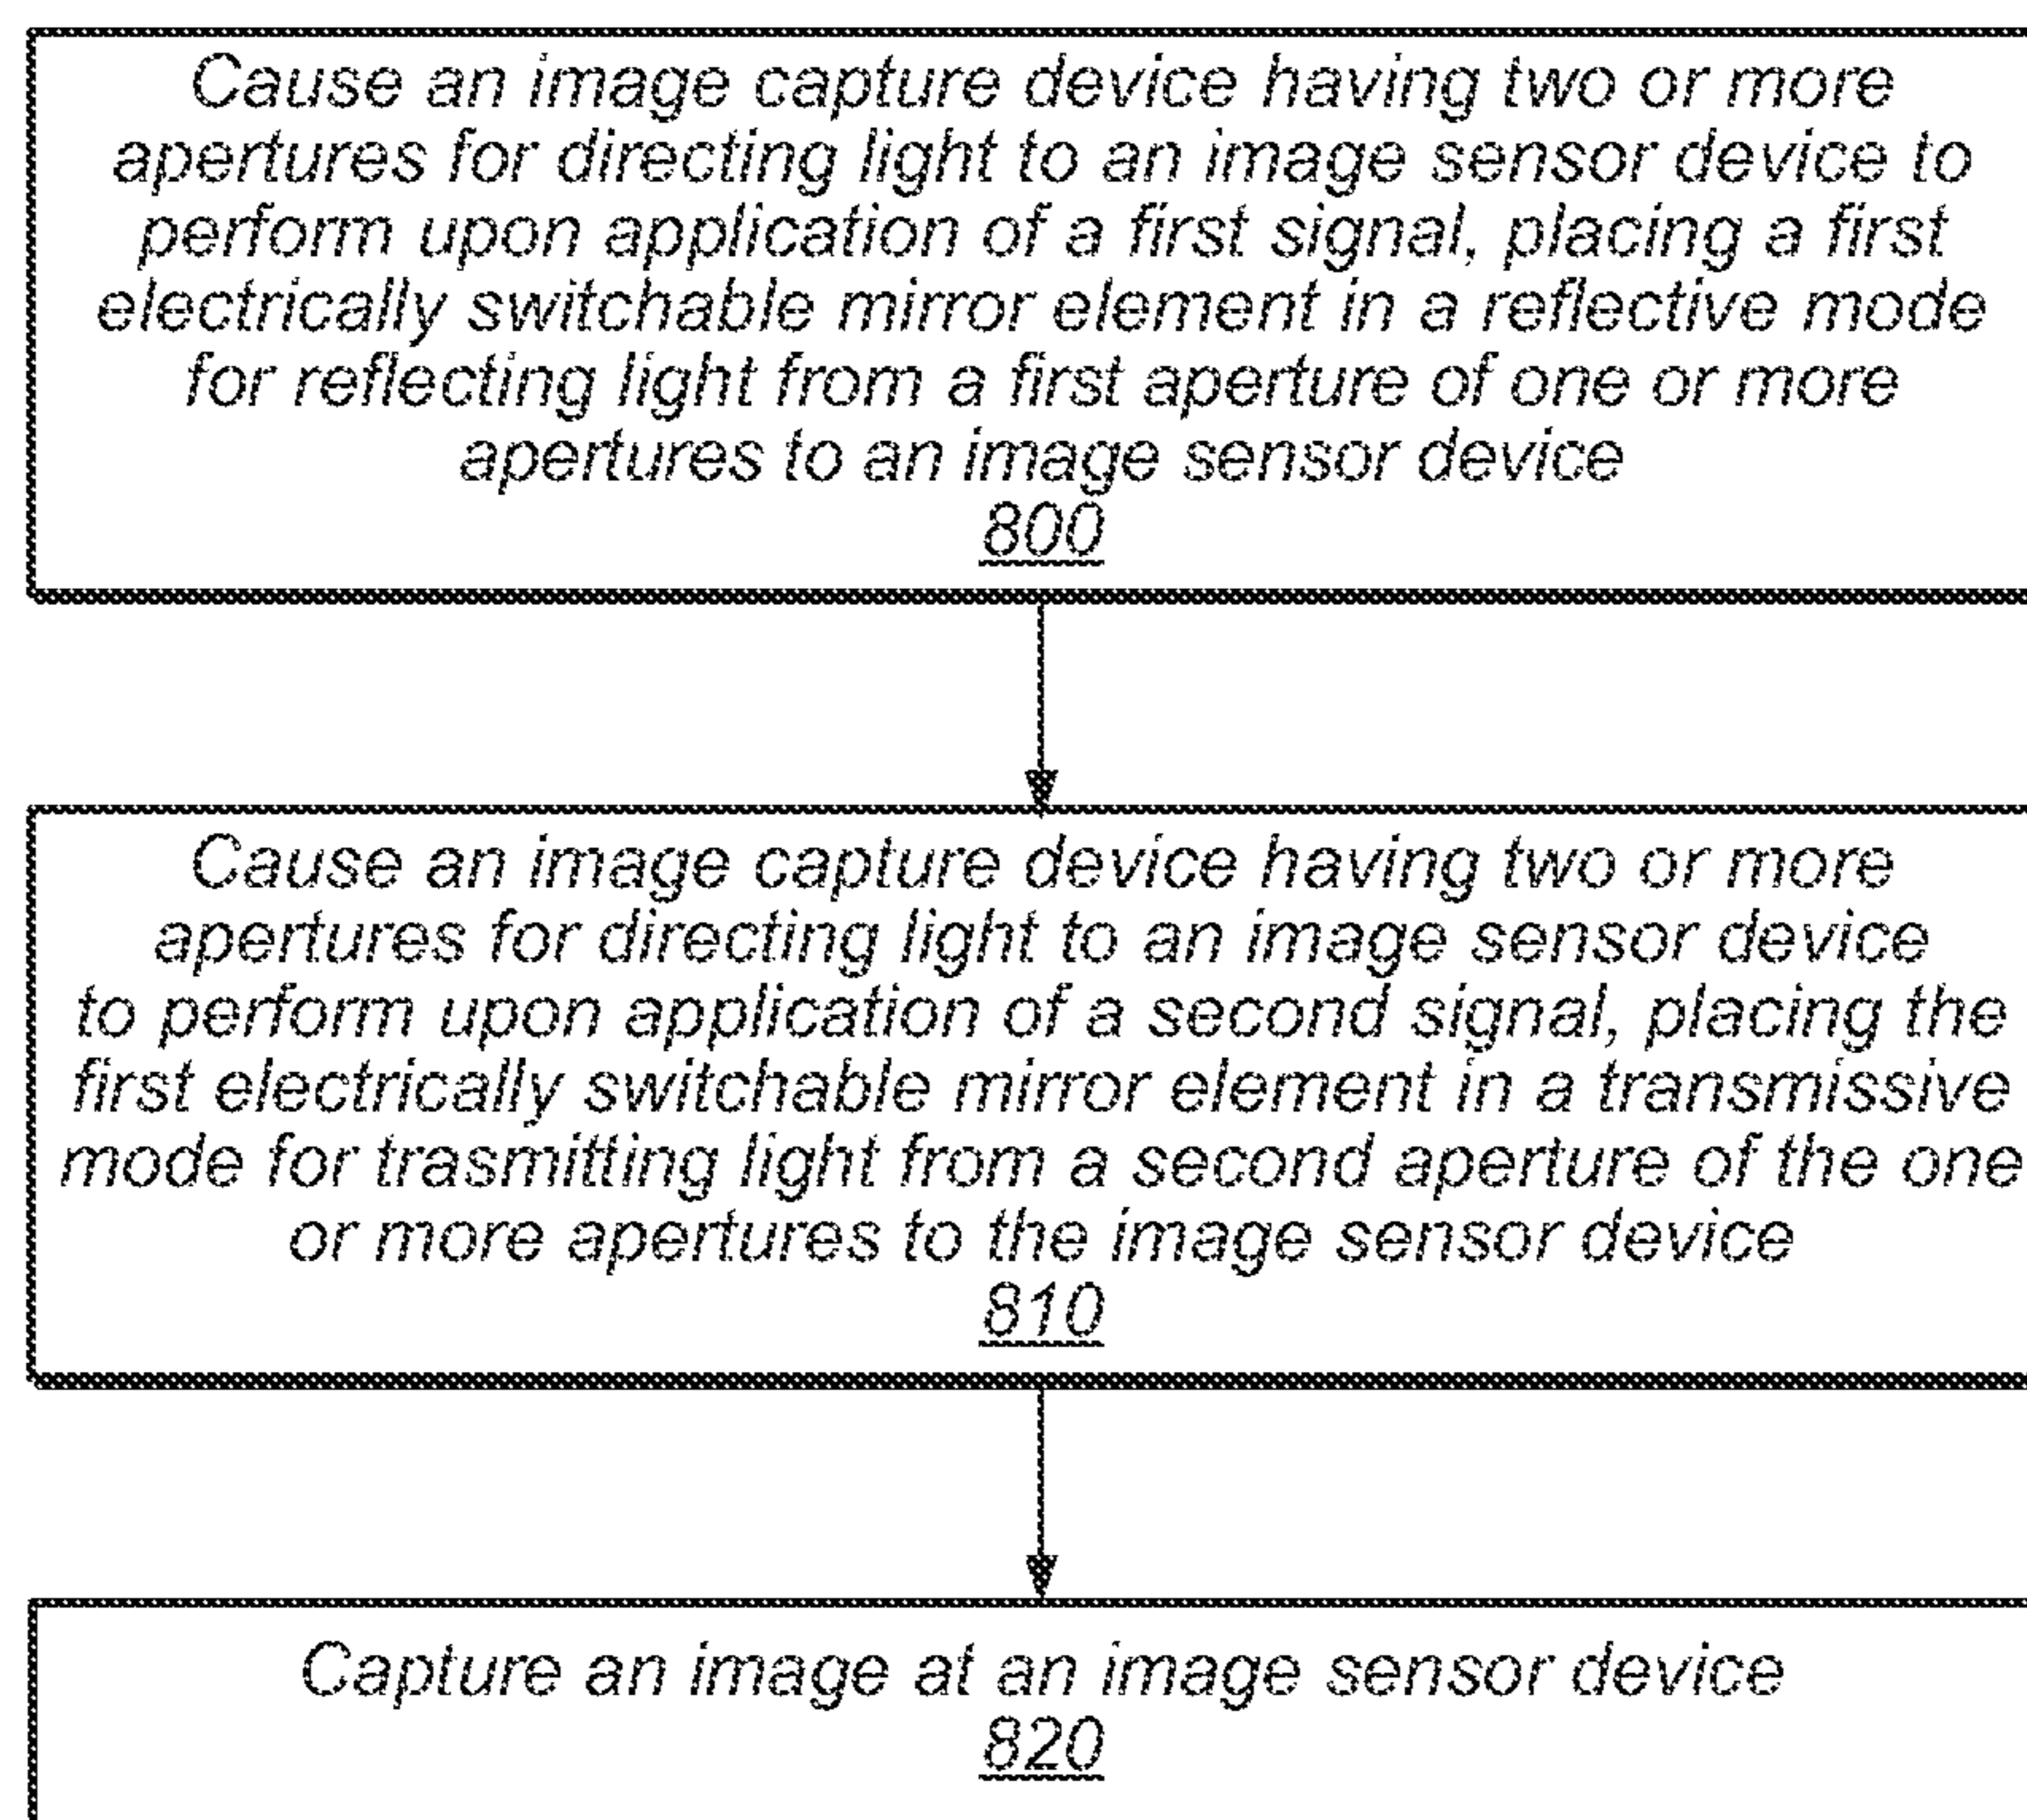 Cause an image capture device having two or more
apertures for directing light to an image sensor device to
perform upon application of a first signal, placing a first
electrically switchable mirror element in a reflective mode
for reflecting light from a first aperture of one or more
apertures to an image sensor device
800
Cause an image capture device having two or more
apertures for directing light to an image sensor device
to perform upon application of a second signal, placing the
first electrically switchable mirror element in a transmissive
mode for trasmitting light from a second aperture of the one
or more apertures to the image sensor device
810
Capture an image at an image sensor device
820